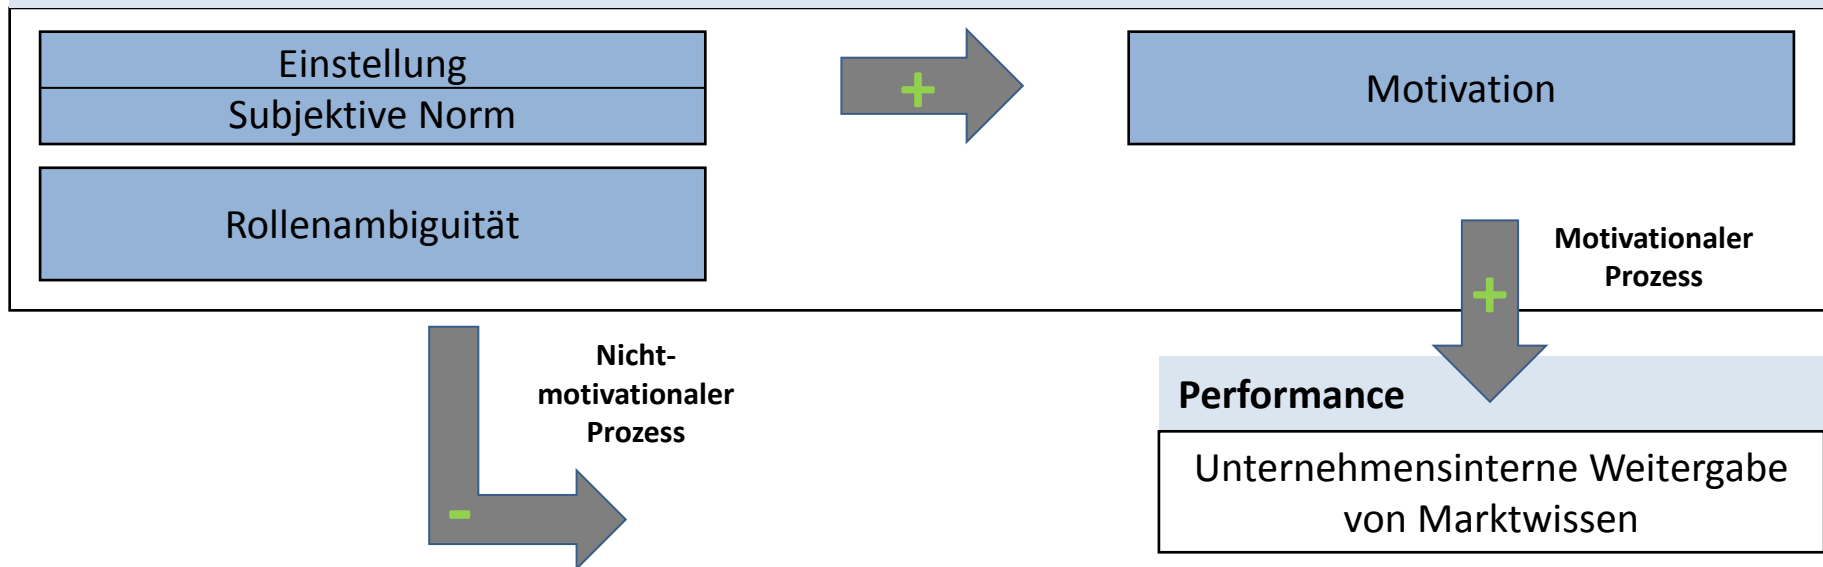 Einstellung
Subjektive Norm
+
Motivation
Rollenambiguität
Motivationaler
Prozess
+
Nicht-
motivationaler
Prozess
-
Performance
Unternehmensinterne Weitergabe
von Marktwissen